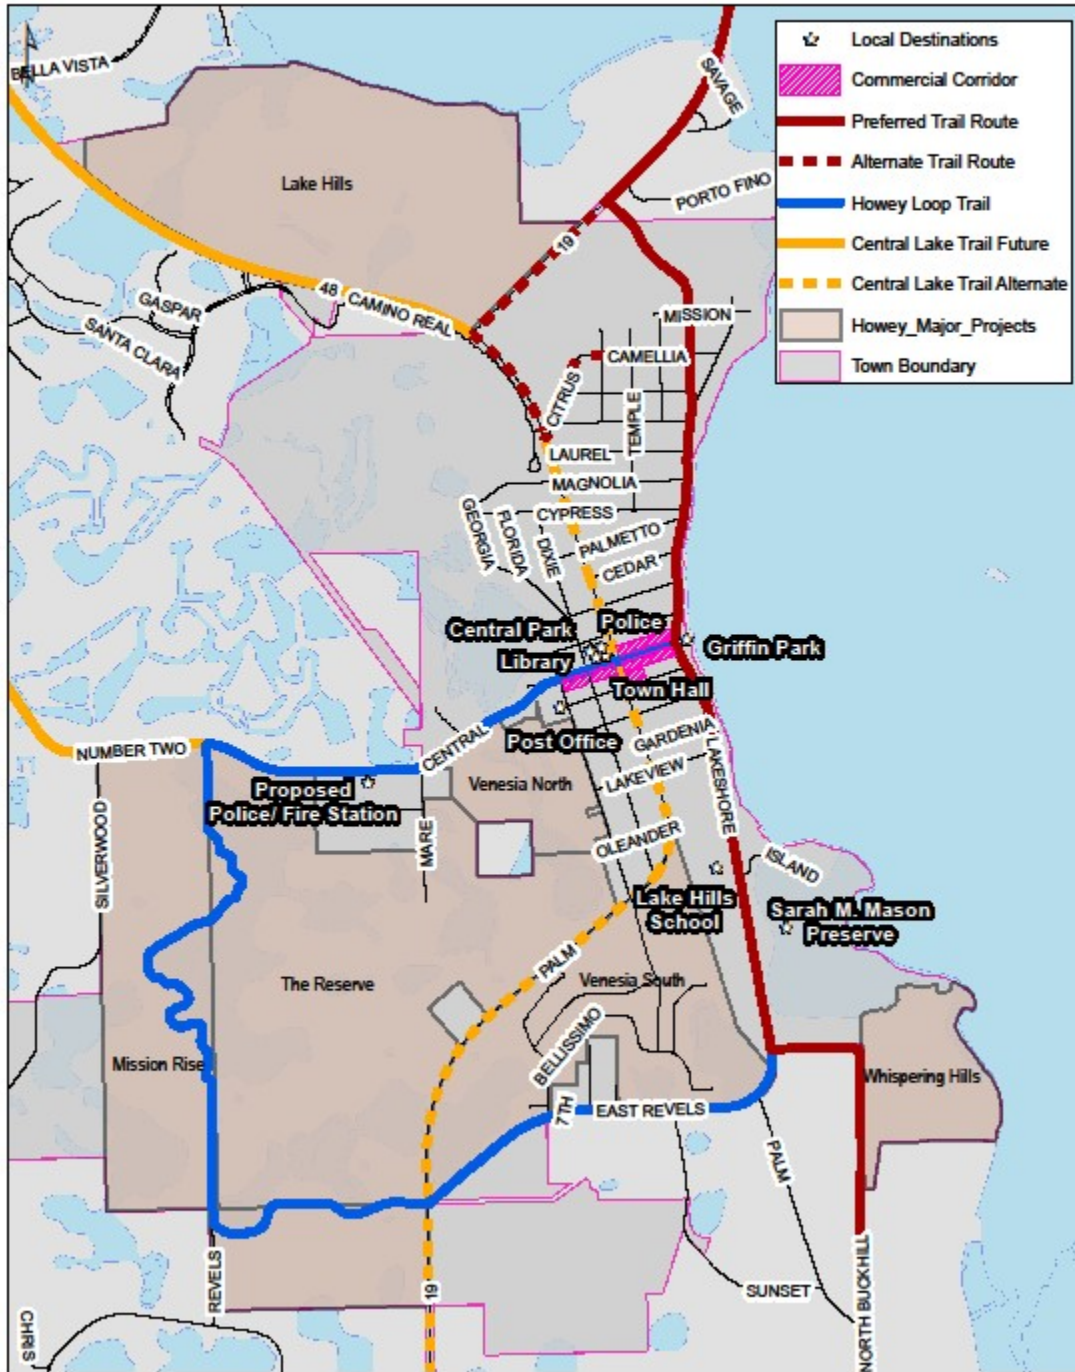 BELLA VISTA
SAVAGE
PORTO FINO
Local Destinations
Commercial Corridor
Preferred Trail Route
Alternate Trail Route
Howey Loop Trail
Central Lake Trail Future
Central Lake Trail Alternate
Howey_Major_Projects
Town Boundary
Lake Hills
19
48 CAMINO REAL
GASPAR
SANTA CLARA
MISSION
CAMELLIA
CITRUS
TEMPLE
LAUREL
MAGNOLIA
CYPRESS
GEORGIA
FLORIDA
DIXIE
PALMETTO
CEDAR
Central Park
Police
Library
Griffin Park
Town Hall
Post Office
GARDENIA
LAKESHORE
CENTRAL
NUMBER TWO
Proposed
Police/ Fire Station
Venesia North
LAKEVIEW
OLEANDER
MARE
SILVERWOOD
ISLAND
Lake Hills
School
Sarah M. Mason
Preserve
PALM
Venesia South
The Reserve
Mission Rise
BELLISSIMO
Whispering Hills
7TH
EAST REVELS
PALM
REVELS
19
SUNSET
NORTH BUCKHILL
CHRIS